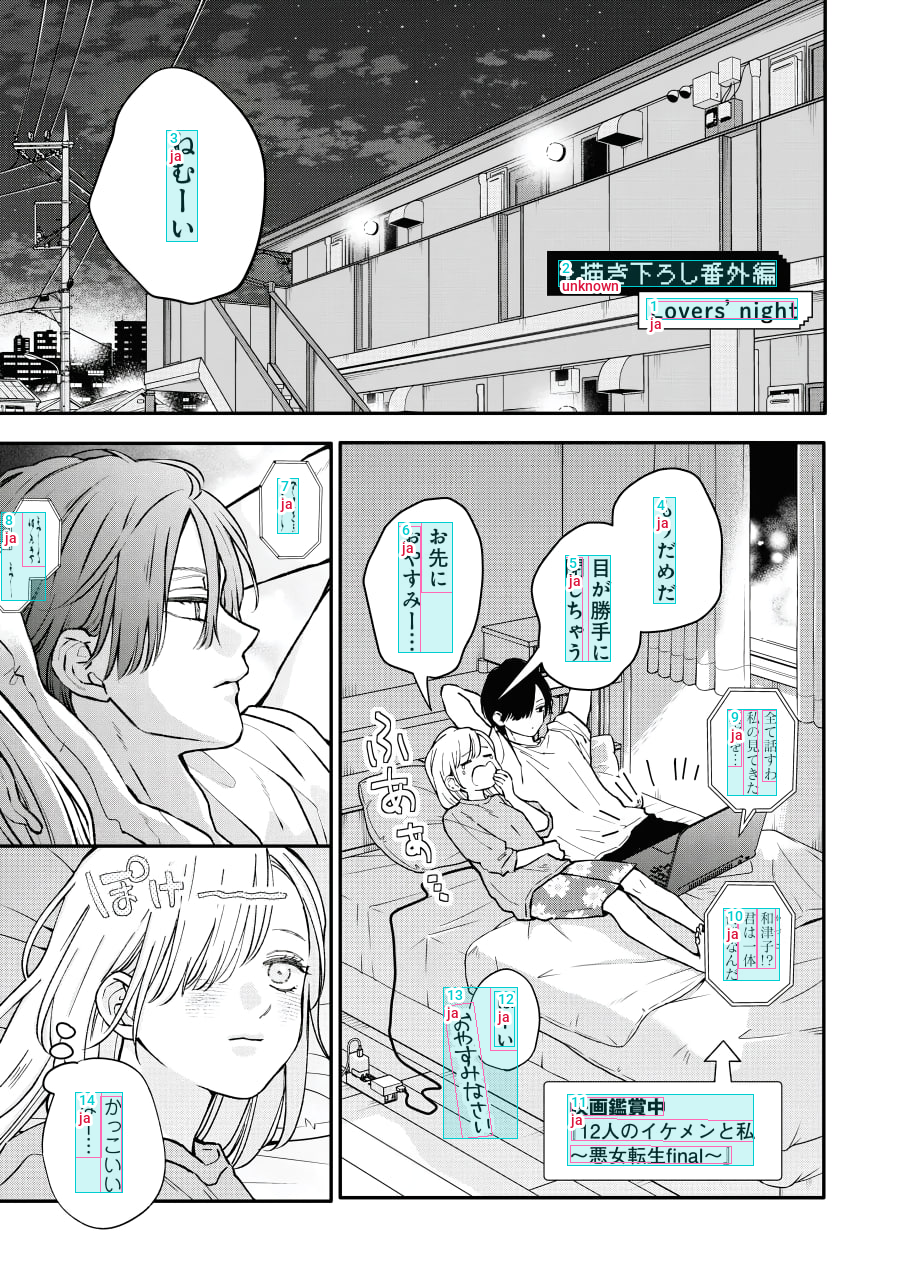 ねむーい
描き下ろし番外編
Lovers' night
もうだめだ
目が勝手に
閉じちゃう
お先に
おやすみー…
ふああぁ…
全て話すわ
私の見てきた
和津子!?
君は一体
なんだ
はーい
おやすみなさい
映画鑑賞中
『12人のイケメンと私
〜悪女転生final〜』
ぽけーー
かっこいい
なー…